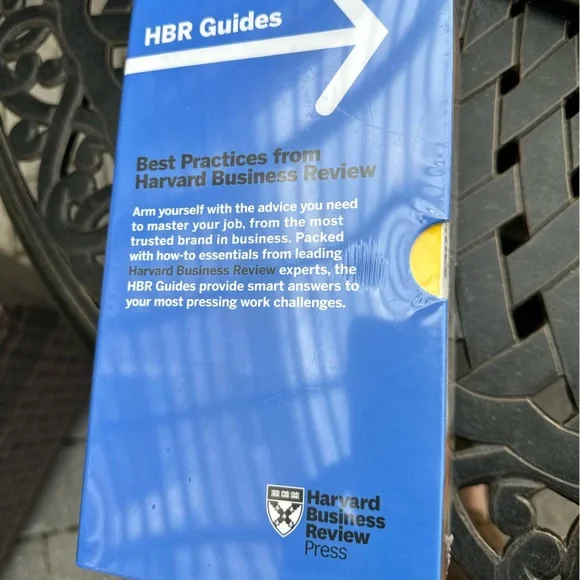 HBR Guides
Best Practices from
Harvard Business Review
Arm yourself with the advice you need
to master your job, from the most
trusted brand in business. Packed
with how-to essentials from leading
Harvard Business Review experts, the
HBR Guides provide smart answers to
your most pressing work challenges.
Harvard
Business
Review
Press